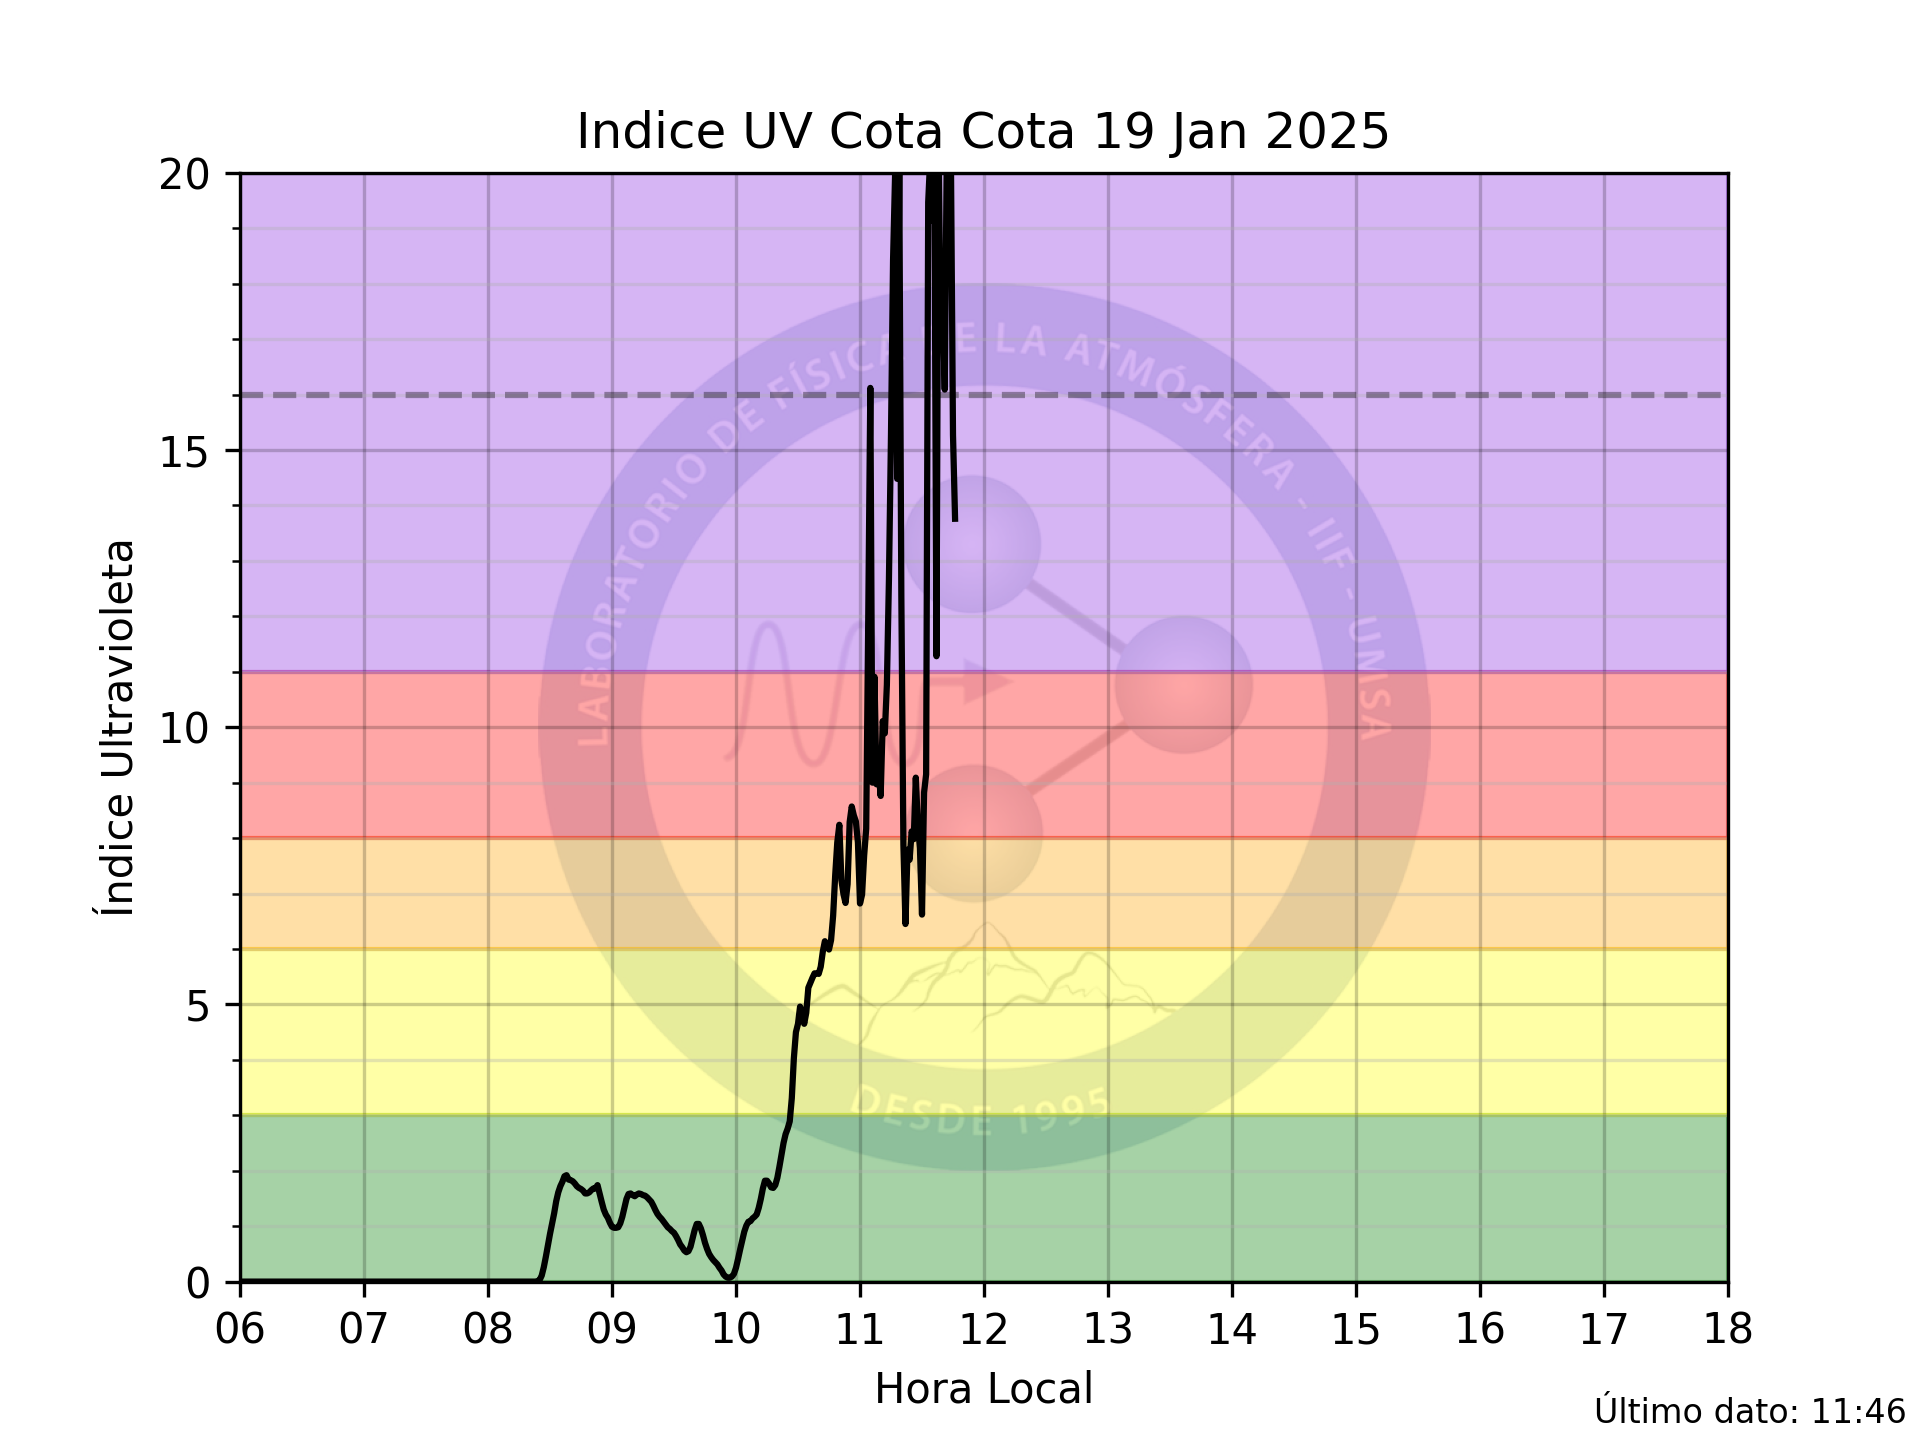 Indice UV Cota Cota 19 Jan 2025
20
15
10
5
0
Índice Ultravioleta
LABORATORIO DE FÍSICA DE LA ATMÓSFERA - IIF - UMSA
DESDE 1995
06 07 08 09 10 11 12 13 14 15 16 17 18
Hora Local
Último dato: 11:46